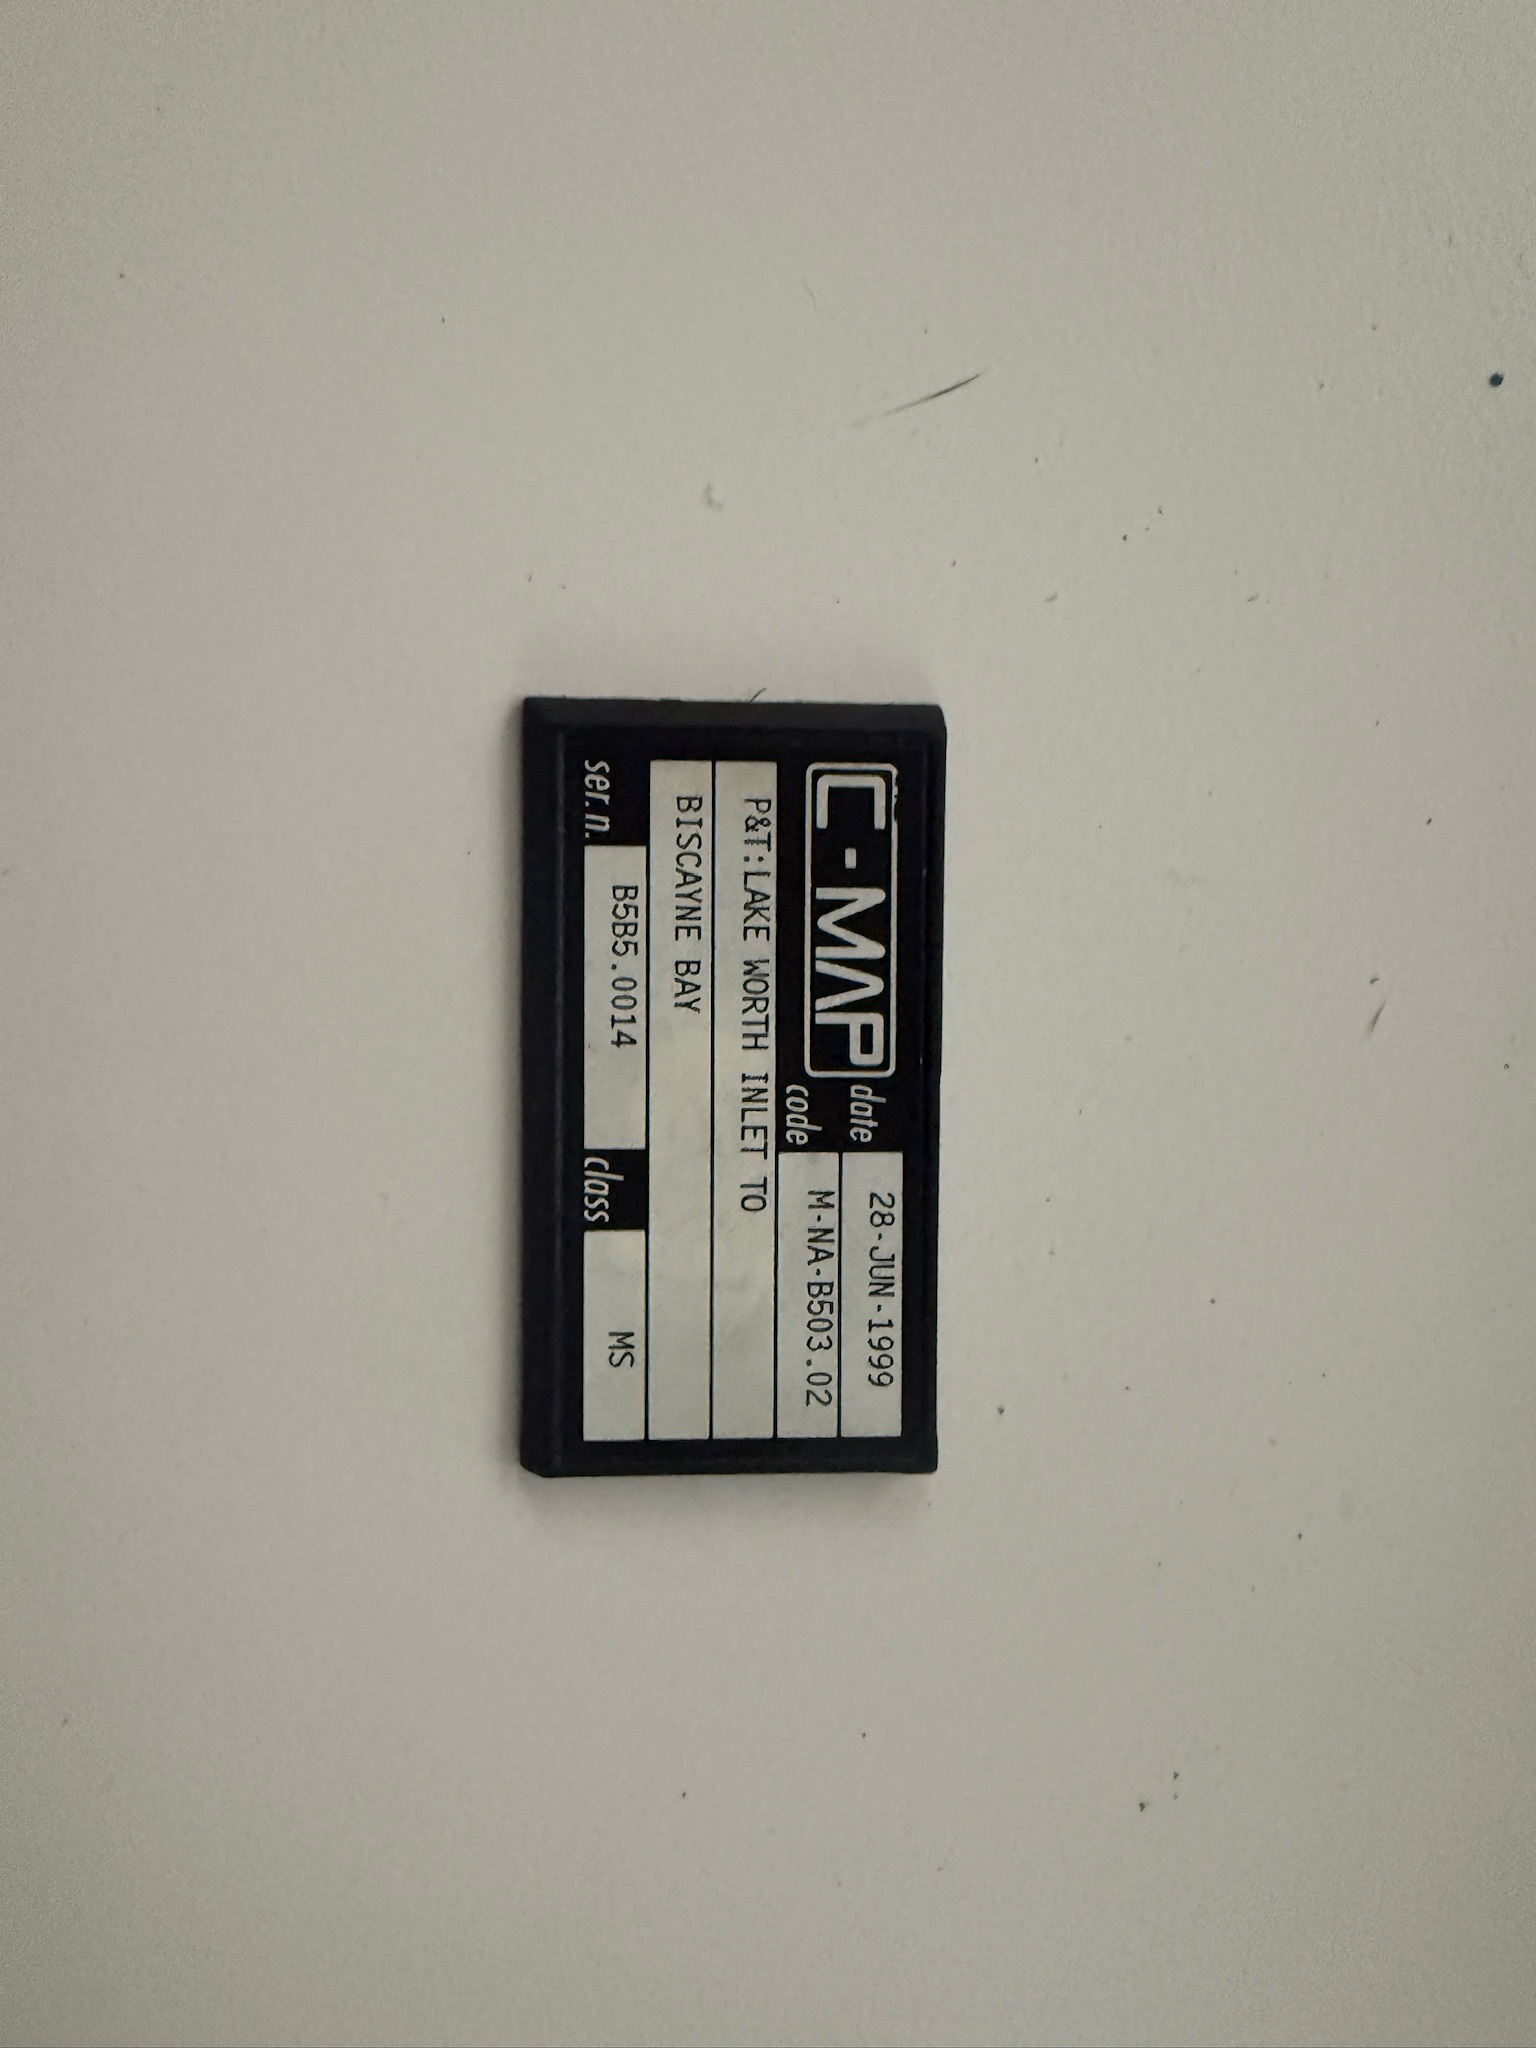 C-MAP date 28-JUN-1999
code M-NA-B503.02
P&T:LAKE WORTH INLET TO
BISCAYNE BAY
ser. n. B5B5.0014 class MS